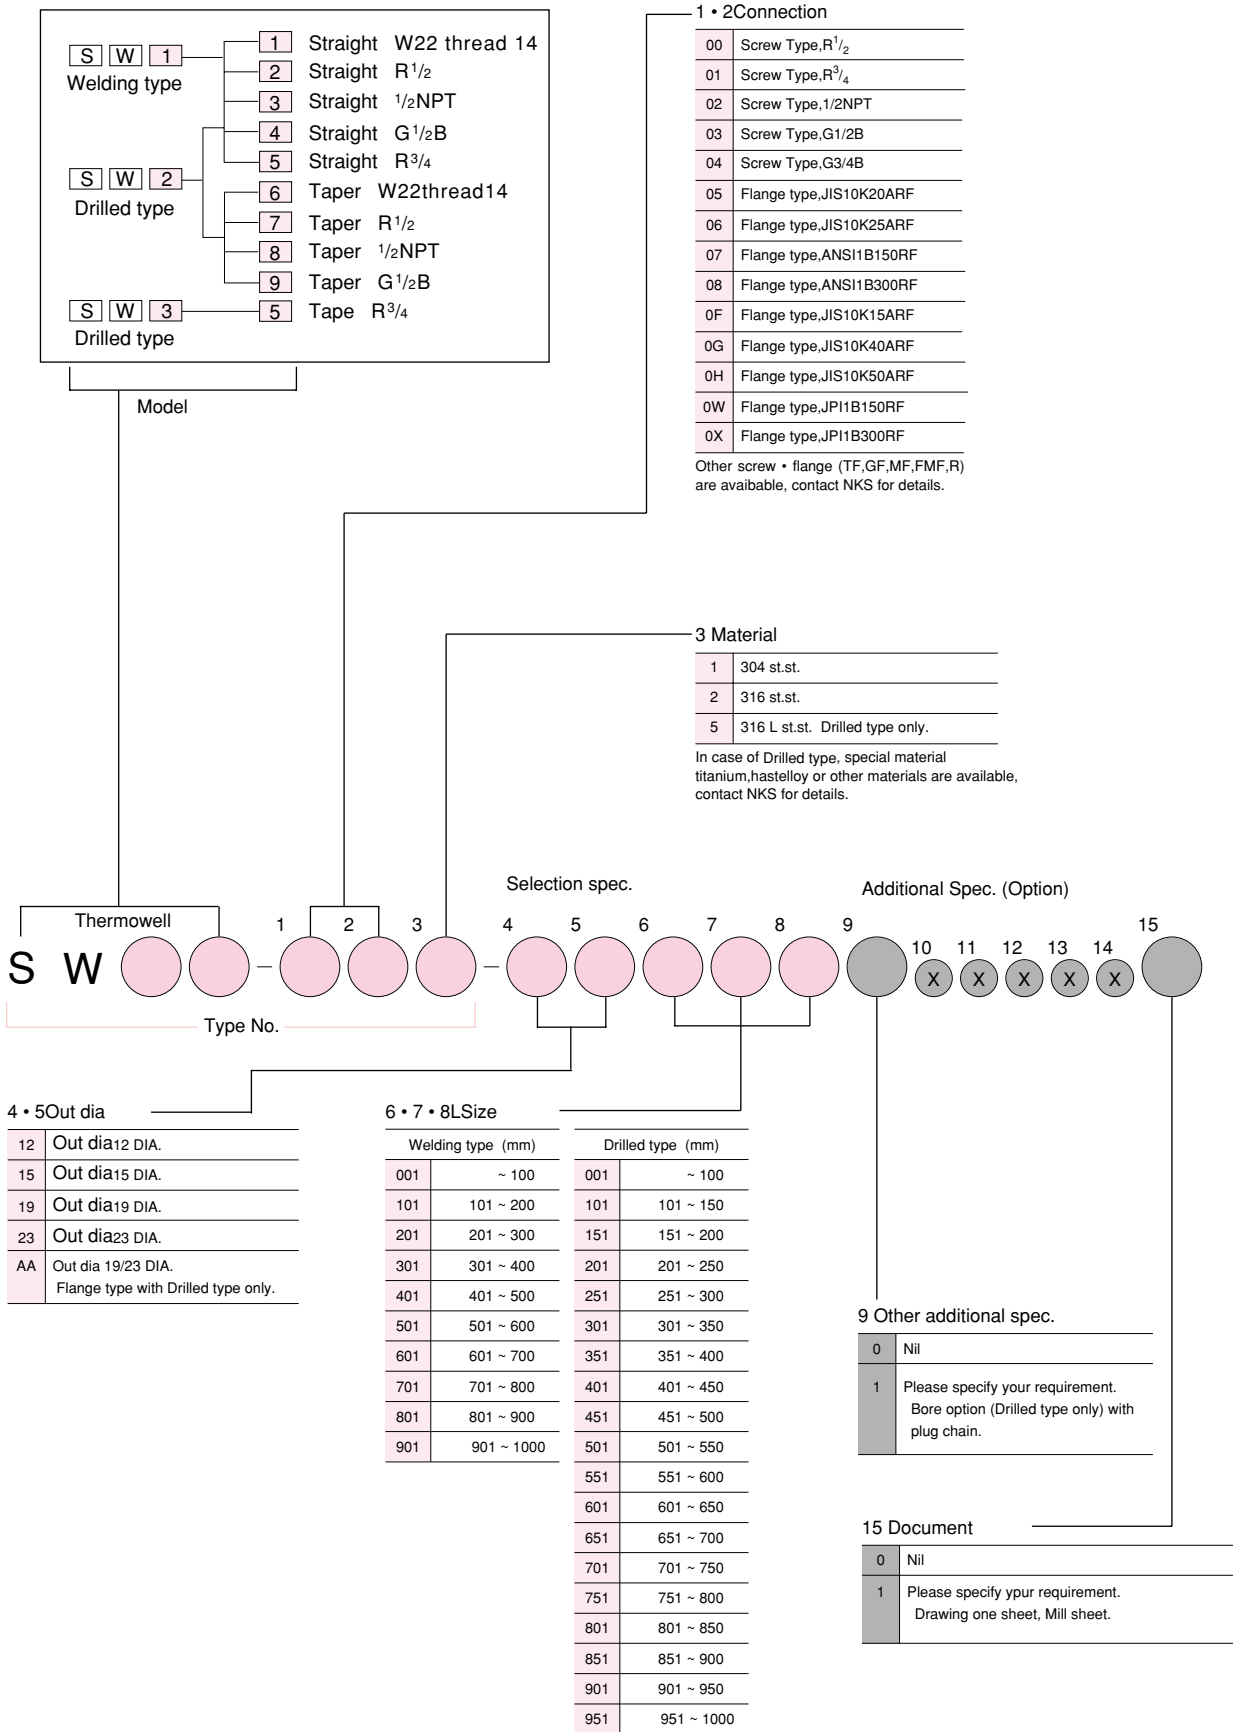 S W 1
Welding type
1 Straight W22 thread 14
2 Straight R1/2
3 Straight 1/2NPT
4 Straight G1/2B
5 Straight R3/4
S W 2
Drilled type
6 Taper W22thread14
7 Taper R1/2
8 Taper 1/2NPT
9 Taper G1/2B
S W 3
Drilled type
5 Tape R3/4
Model
1 • 2Connection
00 Screw Type,R1/2
01 Screw Type,R3/4
02 Screw Type,1/2NPT
03 Screw Type,G1/2B
04 Screw Type,G3/4B
05 Flange type,JIS10K20ARF
06 Flange type,JIS10K25ARF
07 Flange type,ANSI1B150RF
08 Flange type,ANSI1B300RF
0F Flange type,JIS10K15ARF
0G Flange type,JIS10K40ARF
0H Flange type,JIS10K50ARF
0W Flange type,JPI1B150RF
0X Flange type,JPI1B300RF
Other screw • flange (TF,GF,MF,FMF,R)
are avaibable, contact NKS for details.
3 Material
1 304 st.st.
2 316 st.st.
5 316 L st.st. Drilled type only.
In case of Drilled type, special material
titanium,hastelloy or other materials are available,
contact NKS for details.
Selection spec.
Additional Spec. (Option)
Thermowell
1 2 3 4 5 6 7 8 9 10 11 12 13 14 15
S W – – X X X X X
Type No.
4 • 5Out dia
12 Out dia12 DIA.
15 Out dia15 DIA.
19 Out dia19 DIA.
23 Out dia23 DIA.
AA Out dia 19/23 DIA.
Flange type with Drilled type only.
6 • 7 • 8LSize
Welding type (mm)
001 ~ 100
101 101 ~ 200
201 201 ~ 300
301 301 ~ 400
401 401 ~ 500
501 501 ~ 600
601 601 ~ 700
701 701 ~ 800
801 801 ~ 900
901 901 ~ 1000
Drilled type (mm)
001 ~ 100
101 101 ~ 150
151 151 ~ 200
201 201 ~ 250
251 251 ~ 300
301 301 ~ 350
351 351 ~ 400
401 401 ~ 450
451 451 ~ 500
501 501 ~ 550
551 551 ~ 600
601 601 ~ 650
651 651 ~ 700
701 701 ~ 750
751 751 ~ 800
801 801 ~ 850
851 851 ~ 900
901 901 ~ 950
951 951 ~ 1000
9 Other additional spec.
0 Nil
1 Please specify your requirement.
Bore option (Drilled type only) with
plug chain.
15 Document
0 Nil
1 Please specify ypur requirement.
Drawing one sheet, Mill sheet.